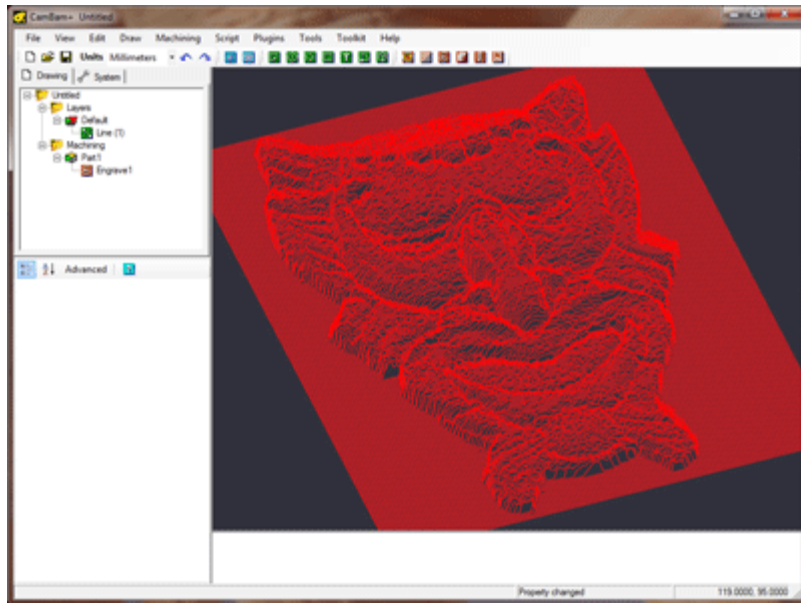 CamBam+ Untitled
File View Edit Draw Machining Script Plugins Tools Toolkit Help
Units Millimeters
Drawing System
Untitled
Layers
Default
Line (1)
Machining
Part1
Engrave1
Advanced
Property changed 119.0000, 95.0000